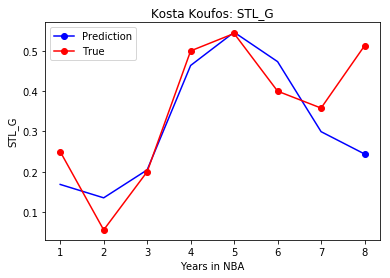 Kosta Koufos: STL_G
Prediction
True
STL_G
0.5
0.4
0.3
0.2
0.1
1 2 3 4 5 6 7 8
Years in NBA